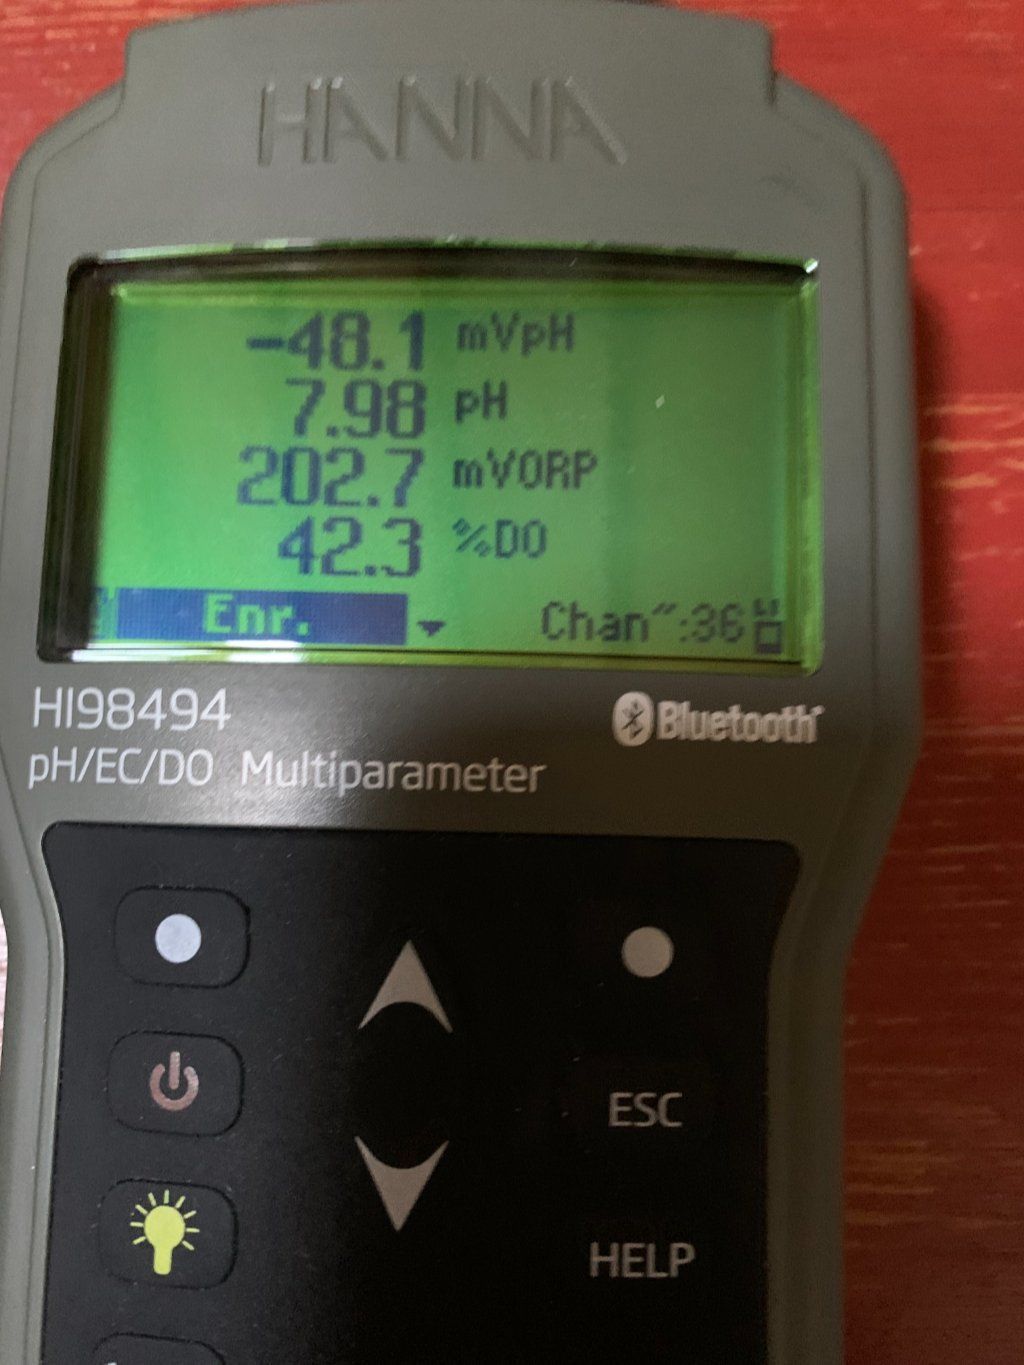 HANNA
-48.1 mVpH
7.98 pH
202.7 mVORP
42.3 %DO
Enr.
Chan~:36
HI98494
Bluetooth
pH/EC/DO Multiparameter
ESC
HELP